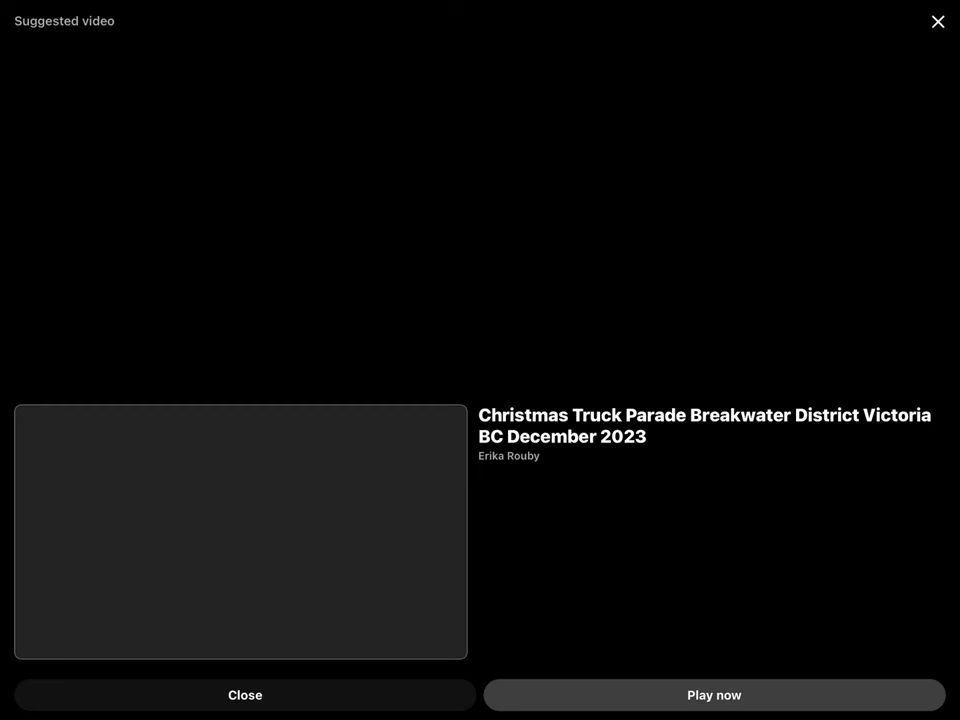 Suggested video
Christmas Truck Parade Breakwater District Victoria
BC December 2023
Erika Rouby
Close
Play now